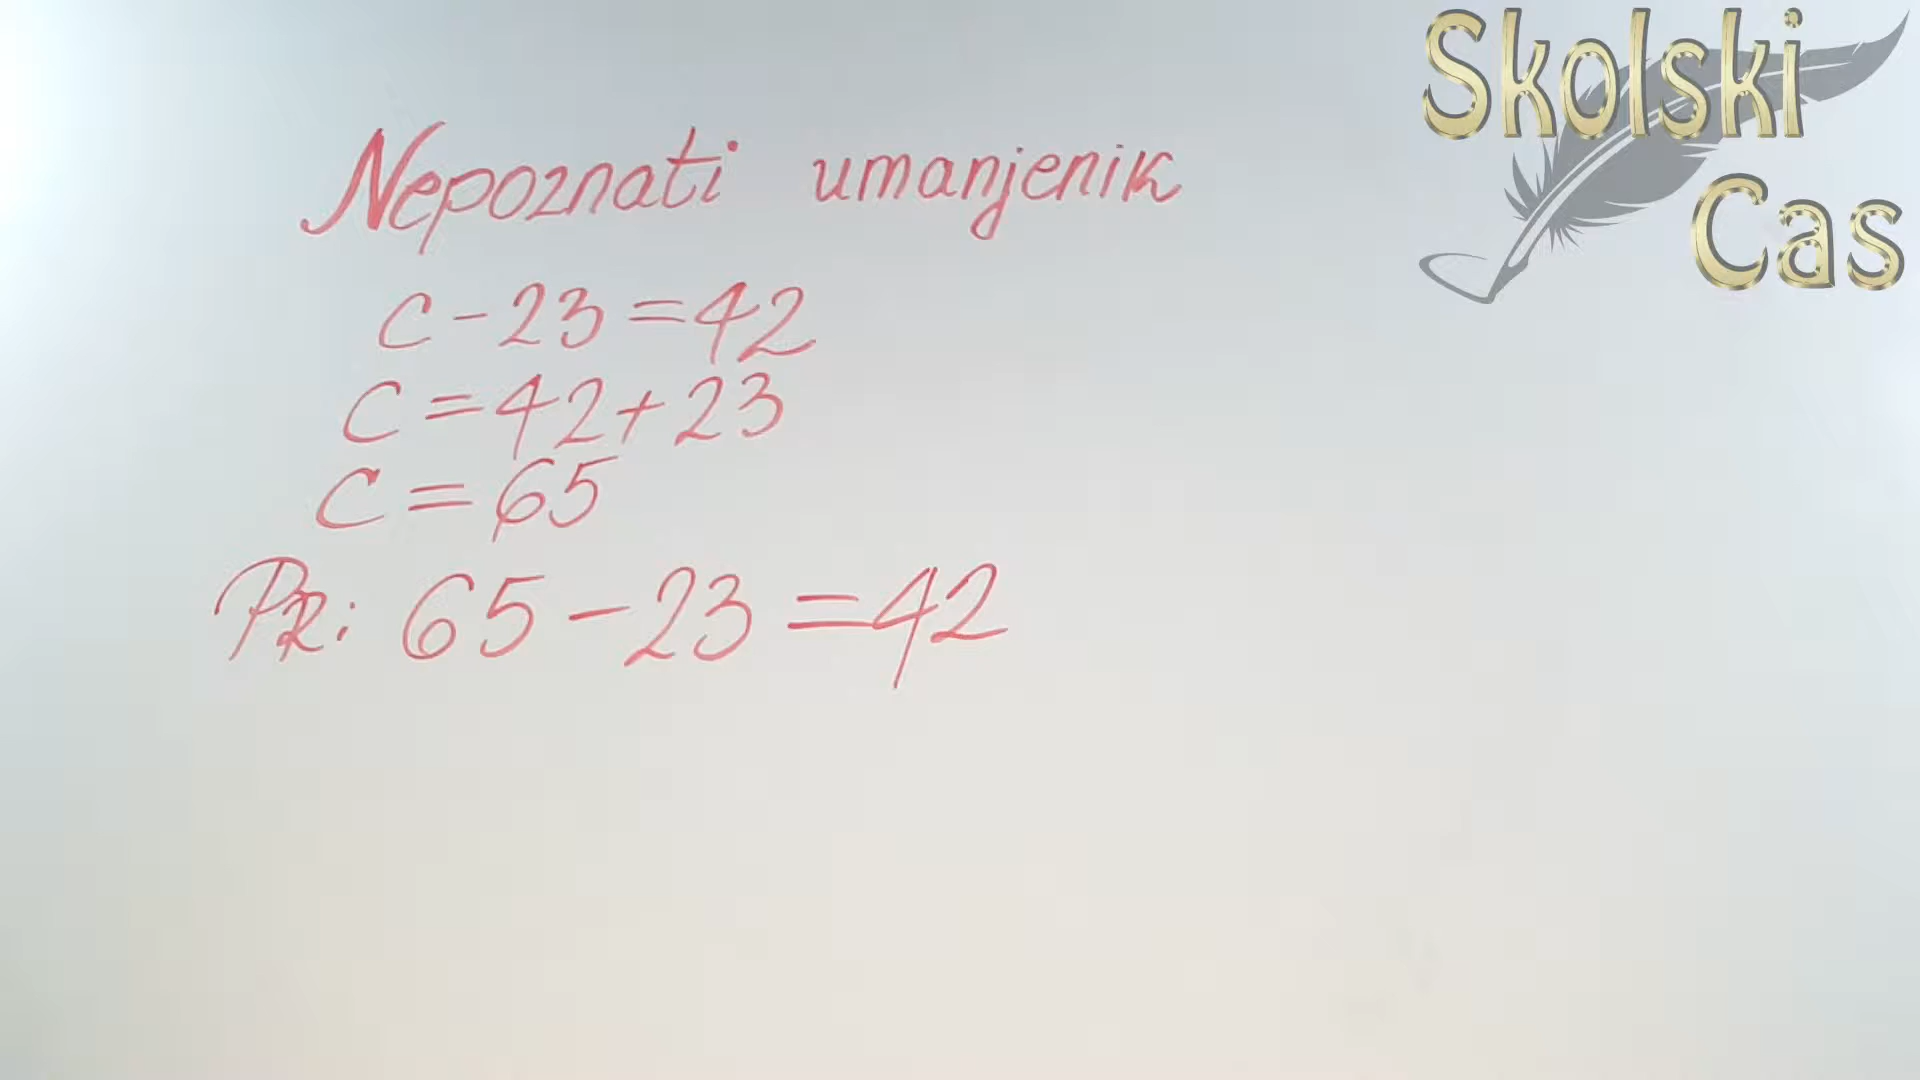 Skolski
Cas
Nepoznati umanjenik
c - 23 = 42
c = 42 + 23
c = 65
PR: 65 - 23 = 42